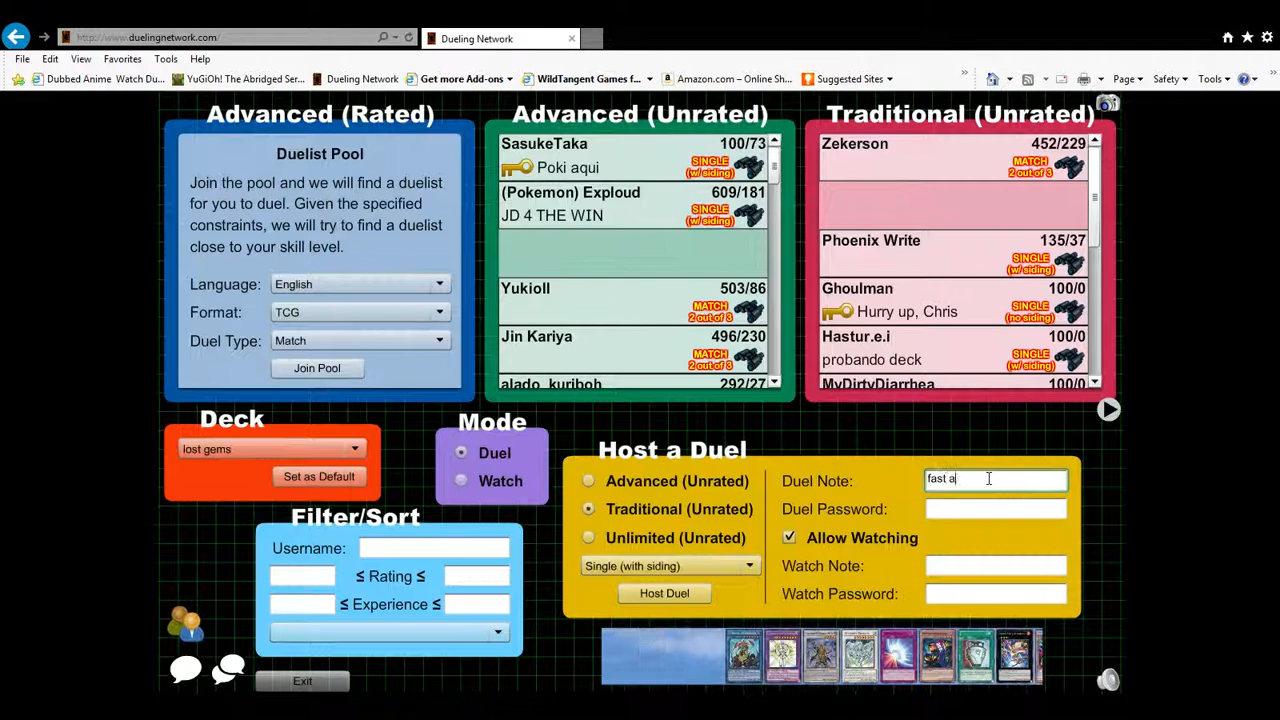 http://www.duelingnetwork.com/
Dueling Network
File Edit View Favorites Tools Help
Dubbed Anime Watch Du...
YuGiOh! The Abridged Ser...
Dueling Network
Get more Add-ons
WildTangent Games f...
Amazon.com – Online Sh...
Suggested Sites
Page
Safety
Tools
Advanced (Rated)
Duelist Pool
Join the pool and we will find a duelist
for you to duel. Given the specified
constraints, we will try to find a duelist
close to your skill level.
Language: English
Format: TCG
Duel Type: Match
Join Pool
Advanced (Unrated)
SasukeTaka 100/73
Poki aqui SINGLE
(w/ siding)
(Pokemon) Exploud 609/181
JD 4 THE WIN SINGLE
(w/ siding)
Yukioll 503/86
MATCH
2 out of 3
Jin Kariya 496/230
MATCH
2 out of 3
alado_kuriboh 292/27
Traditional (Unrated)
Zekerson 452/229
MATCH
2 out of 3
Phoenix Write 135/37
SINGLE
(w/ siding)
Ghoulman 100/0
Hurry up, Chris SINGLE
(no siding)
Hastur.e.i 100/0
probando deck SINGLE
(w/ siding)
MyDirtyDiarrhea 100/0
Deck
lost gems
Set as Default
Mode
Duel
Watch
Filter/Sort
Username:
≤ Rating ≤
≤ Experience ≤
Host a Duel
Advanced (Unrated)
Traditional (Unrated)
Unlimited (Unrated)
Single (with siding)
Host Duel
Duel Note: fast a
Duel Password:
Allow Watching
Watch Note:
Watch Password:
Exit